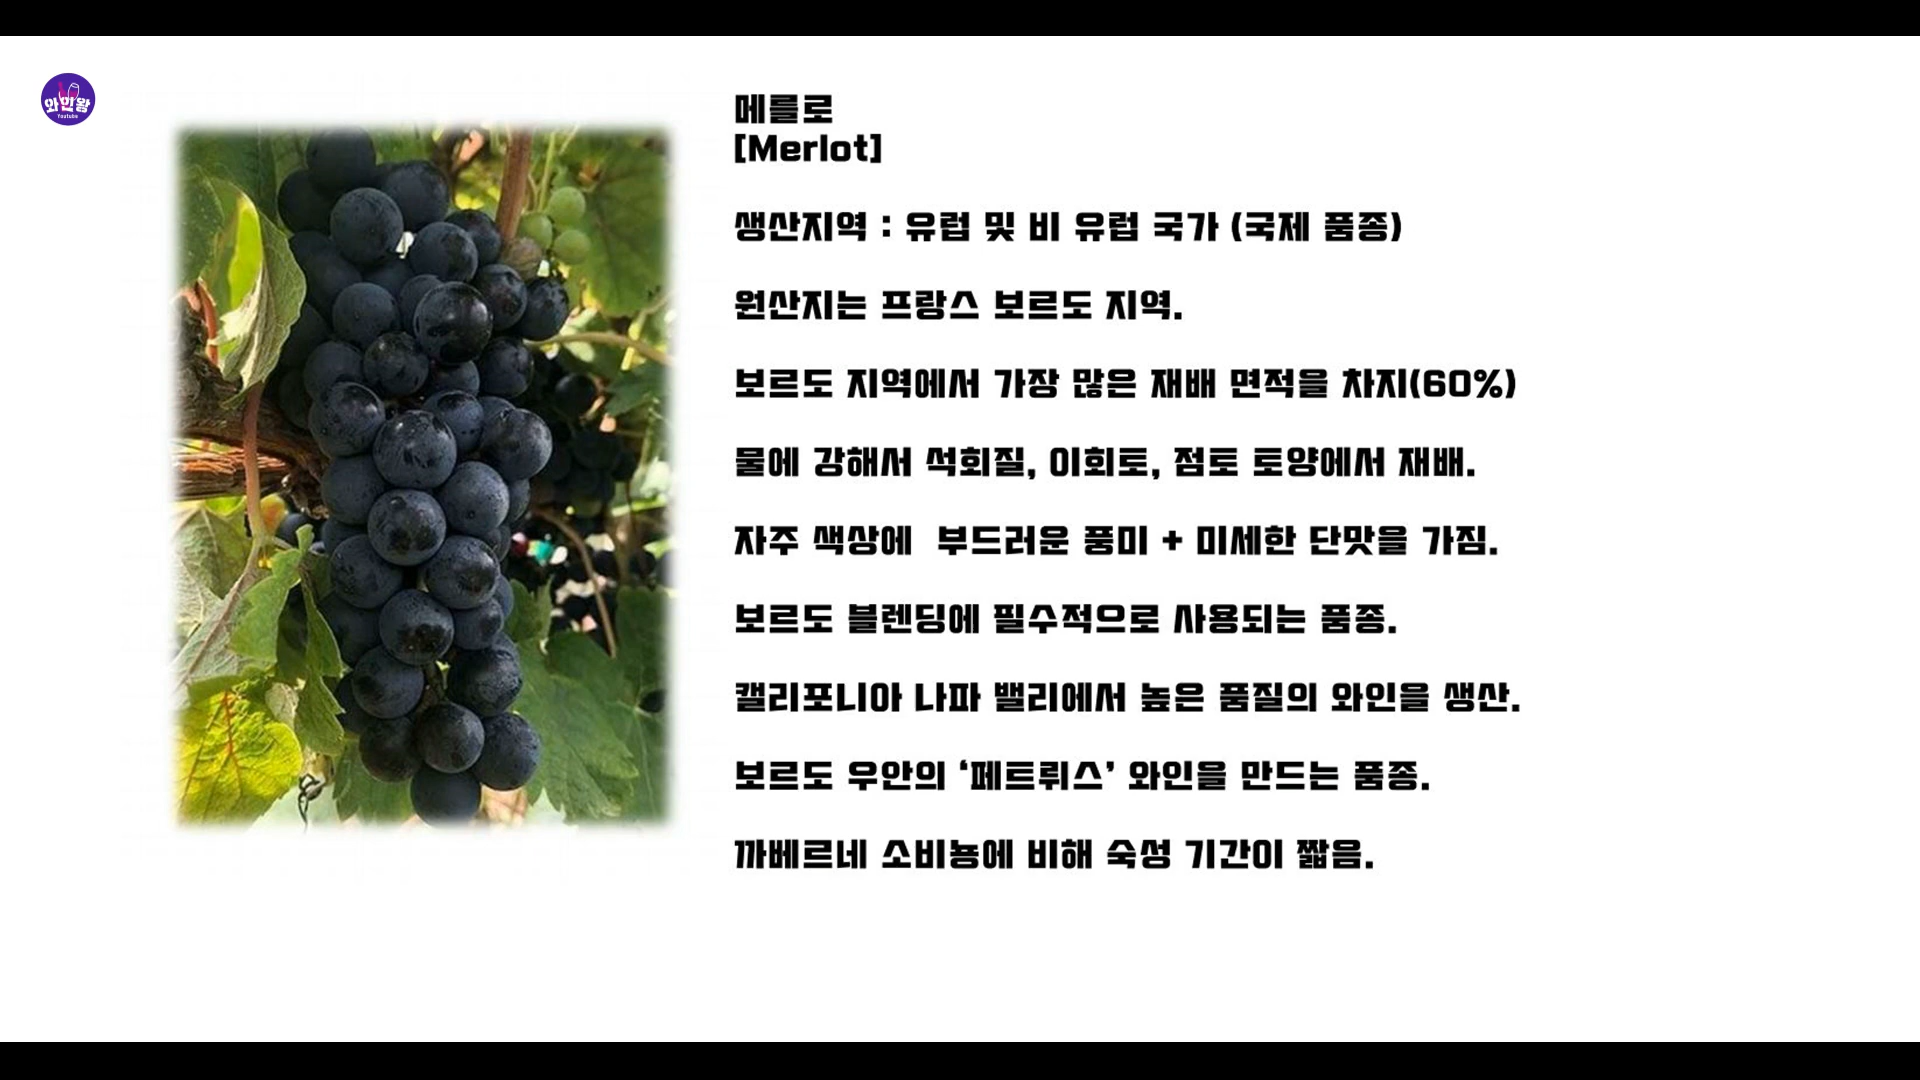 와인왕
Youtube
메를로
[Merlot]
생산지역 : 유럽 및 비 유럽 국가 (국제 품종)
원산지는 프랑스 보르도 지역.
보르도 지역에서 가장 많은 재배 면적을 차지(60%)
물에 강해서 석회질, 이회토, 점토 토양에서 재배.
자주 색상에  부드러운 풍미 + 미세한 단맛을 가짐.
보르도 블렌딩에 필수적으로 사용되는 품종.
캘리포니아 나파 밸리에서 높은 품질의 와인을 생산.
보르도 우안의 ‘페트뤼스’ 와인을 만드는 품종.
까베르네 소비뇽에 비해 숙성 기간이 짧음.